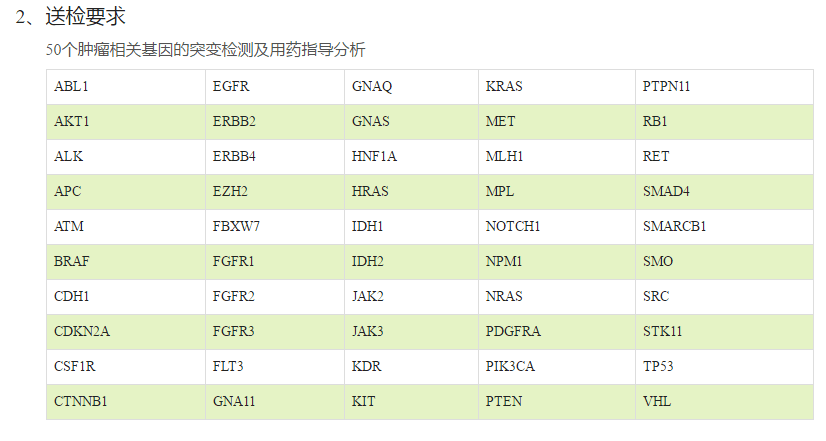 2、送检要求
50个肿瘤相关基因的突变检测及用药指导分析
ABL1 EGFR GNAQ KRAS PTPN11
AKT1 ERBB2 GNAS MET RB1
ALK ERBB4 HNF1A MLH1 RET
APC EZH2 HRAS MPL SMAD4
ATM FBXW7 IDH1 NOTCH1 SMARCB1
BRAF FGFR1 IDH2 NPM1 SMO
CDH1 FGFR2 JAK2 NRAS SRC
CDKN2A FGFR3 JAK3 PDGFRA STK11
CSF1R FLT3 KDR PIK3CA TP53
CTNNB1 GNA11 KIT PTEN VHL